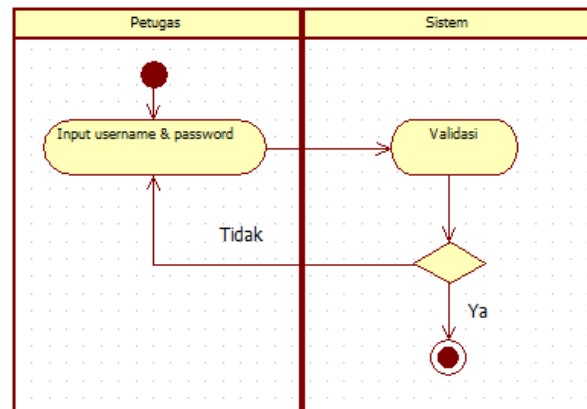 Petugas
Sistem
Input username & password
Validasi
Tidak
Ya